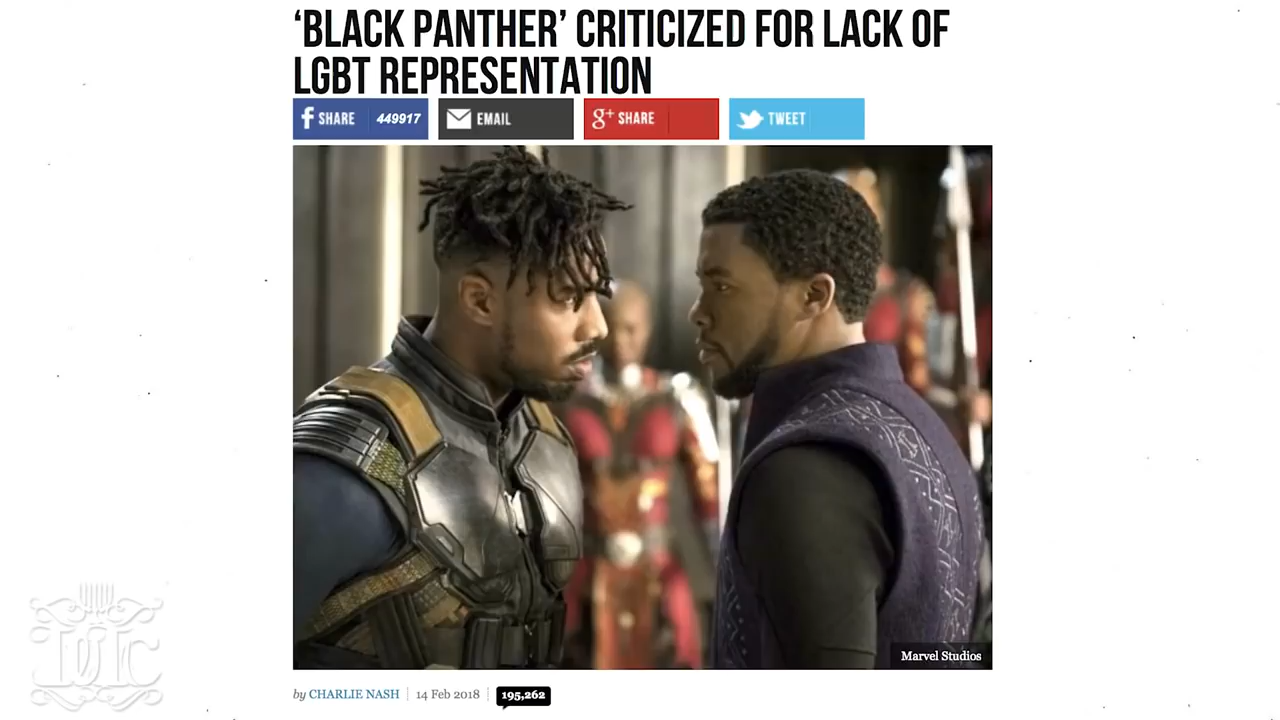 ‘BLACK PANTHER’ CRITICIZED FOR LACK OF
LGBT REPRESENTATION
f SHARE 449917 EMAIL g+ SHARE TWEET
Marvel Studios
by CHARLIE NASH | 14 Feb 2018 | 195,262